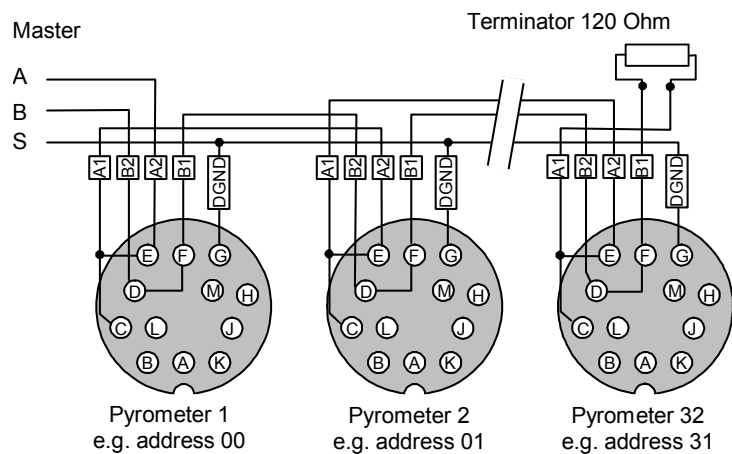 Master
Terminator 120 Ohm
A
B
S
A1 B2 A2 B1 DGND
A1 B2 A2 B1 DGND
A1 B2 A2 B1 DGND
E F G
D M H
C L J
B A K
E F G
D M H
C L J
B A K
E F G
D M H
C L J
B A K
Pyrometer 1
e.g. address 00
Pyrometer 2
e.g. address 01
Pyrometer 32
e.g. address 31